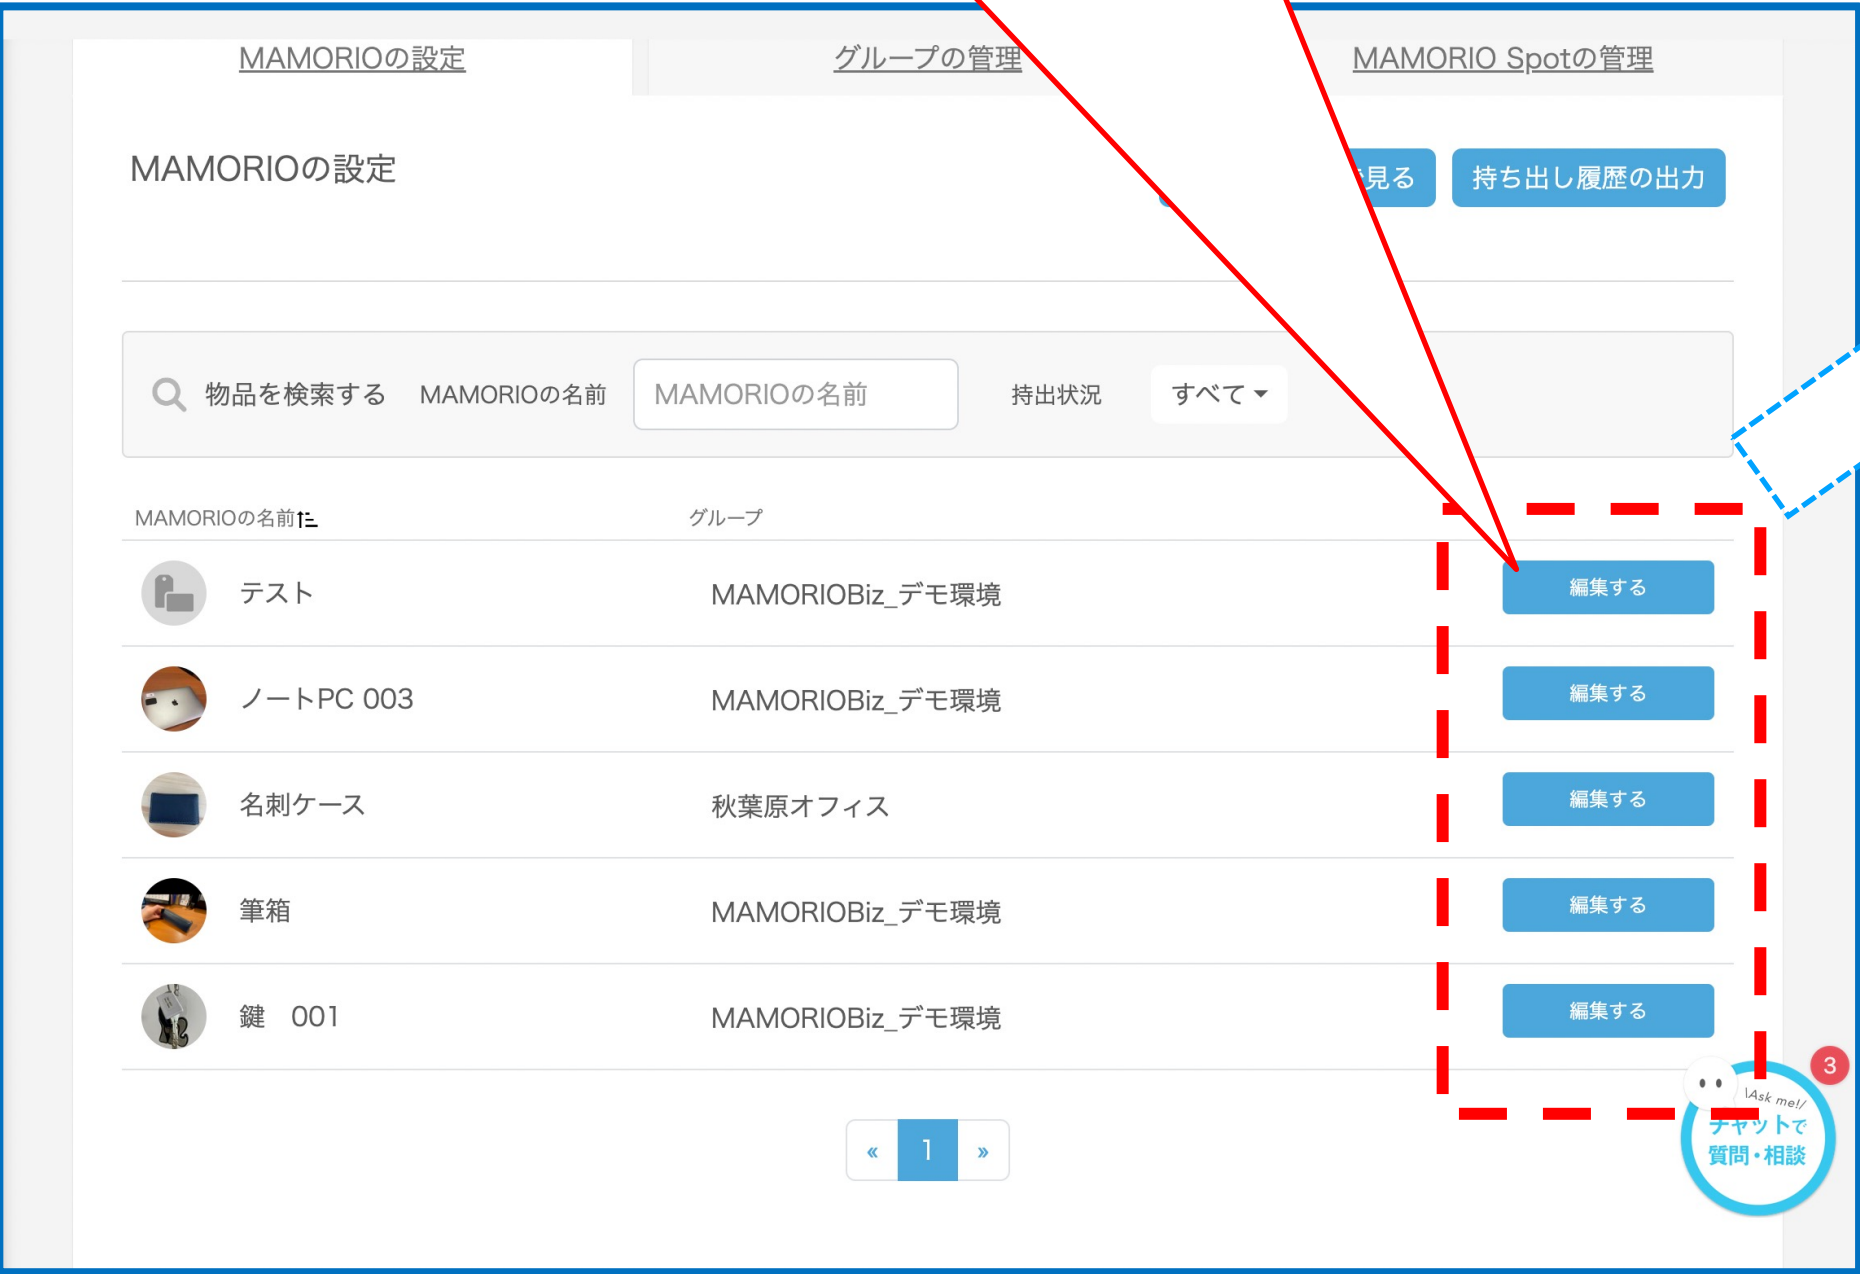 MAMORIOの設定 グループの管理 MAMORIO Spotの管理
MAMORIOの設定 見る 持ち出し履歴の出力
物品を検索する MAMORIOの名前 MAMORIOの名前 持出状況 すべて
MAMORIOの名前 グループ
テスト MAMORIOBiz_デモ環境 編集する
ノートPC 003 MAMORIOBiz_デモ環境 編集する
名刺ケース 秋葉原オフィス 編集する
筆箱 MAMORIOBiz_デモ環境 編集する
鍵　001 MAMORIOBiz_デモ環境 編集する
« 1 »
3
\Ask me!/
チャットで
質問・相談